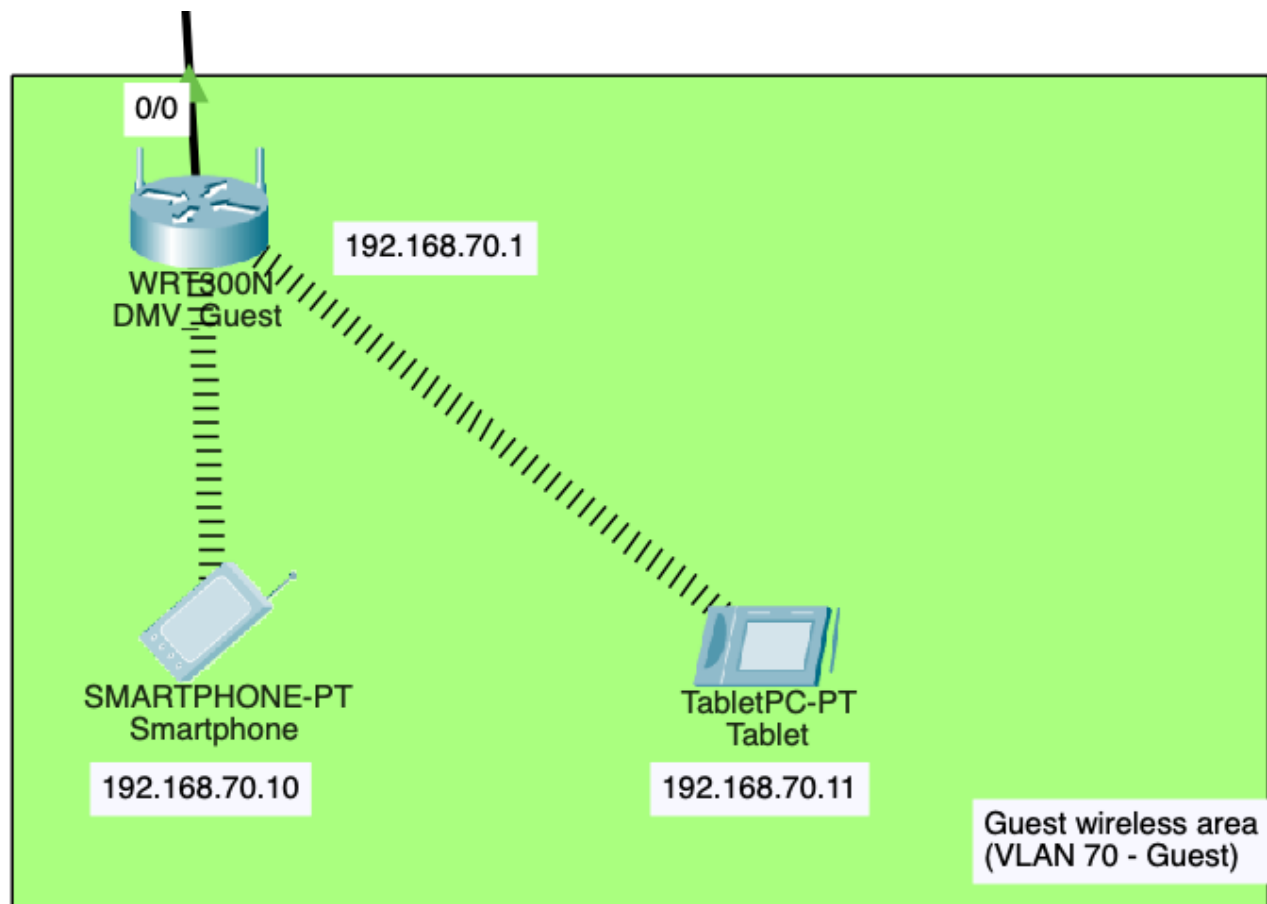 0/0
192.168.70.1
WRT300N
DMV_Guest
SMARTPHONE-PT
Smartphone
192.168.70.10
TabletPC-PT
Tablet
192.168.70.11
Guest wireless area
(VLAN 70 - Guest)